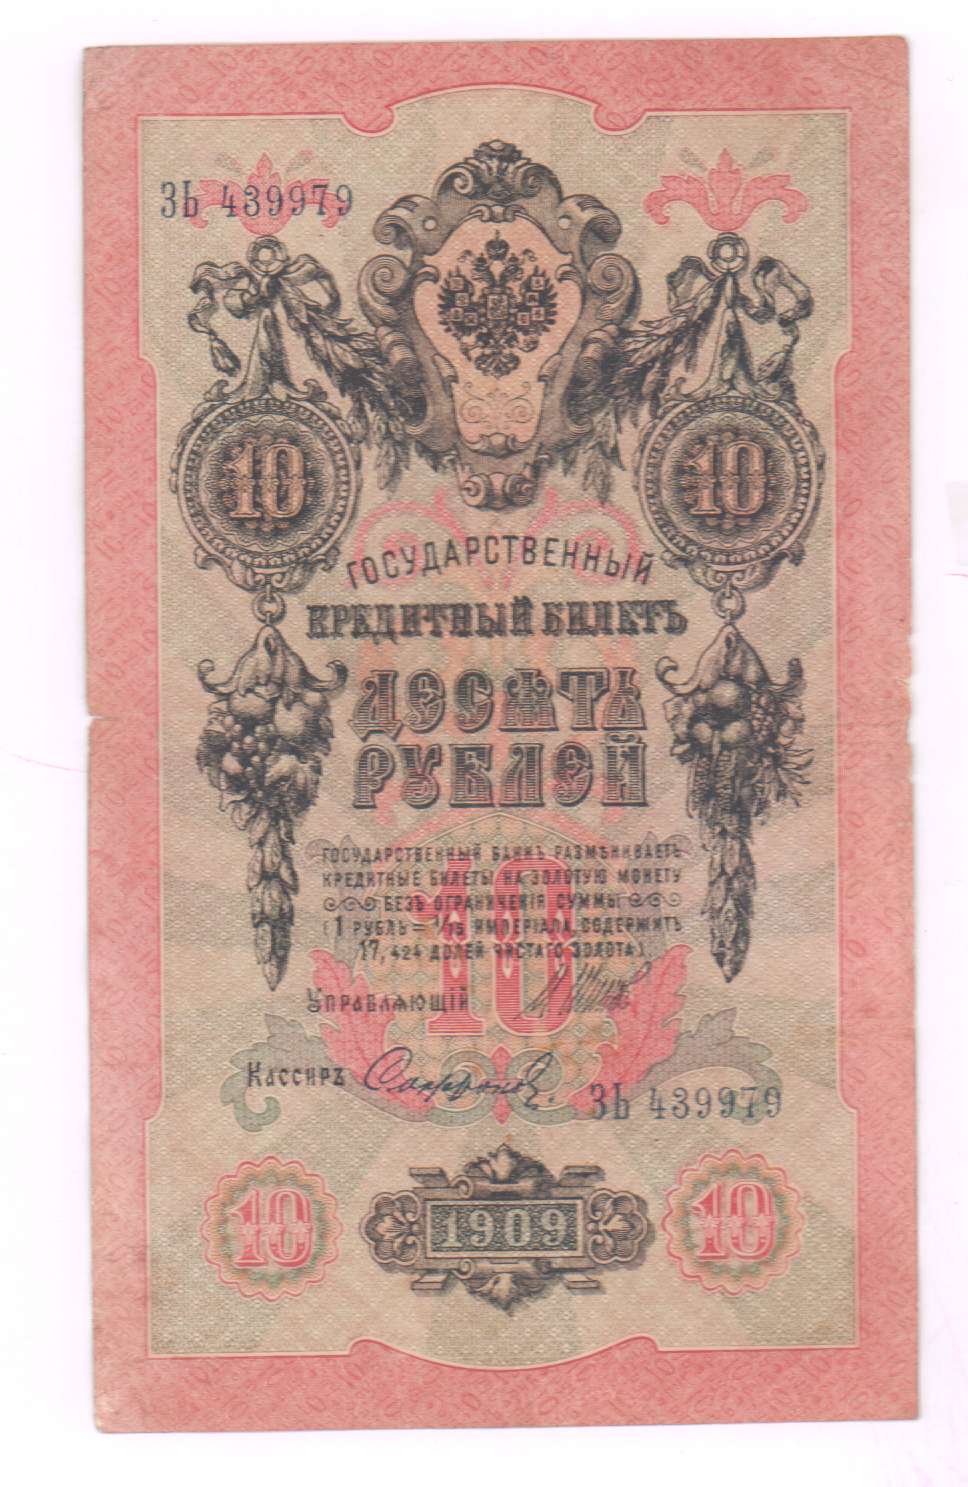 ЗЬ 439979
10 10
ГОСУДАРСТВЕННЫЙ
КРЕДИТНЫЙ БИЛЕТЪ
ДЕСЯТЬ
РУБЛЕЙ
ГОСУДАРСТВЕННЫЙ БАНКЪ РАЗМѢНИВАЕТЪ
КРЕДИТНЫЕ БИЛЕТЫ НА ЗОЛОТУЮ МОНЕТУ
БЕЗЪ ОГРАНИЧЕНІЯ СУММЫ
(1 РУБЛЬ = 1/15 ИМПЕРІАЛА, СОДЕРЖИТЪ
17,424 ДОЛЕЙ ЧИСТАГО ЗОЛОТА).
10
УПРАВЛЯЮЩІЙ
КАССИРЪ Софроновъ
ЗЬ 439979
10 1909 10